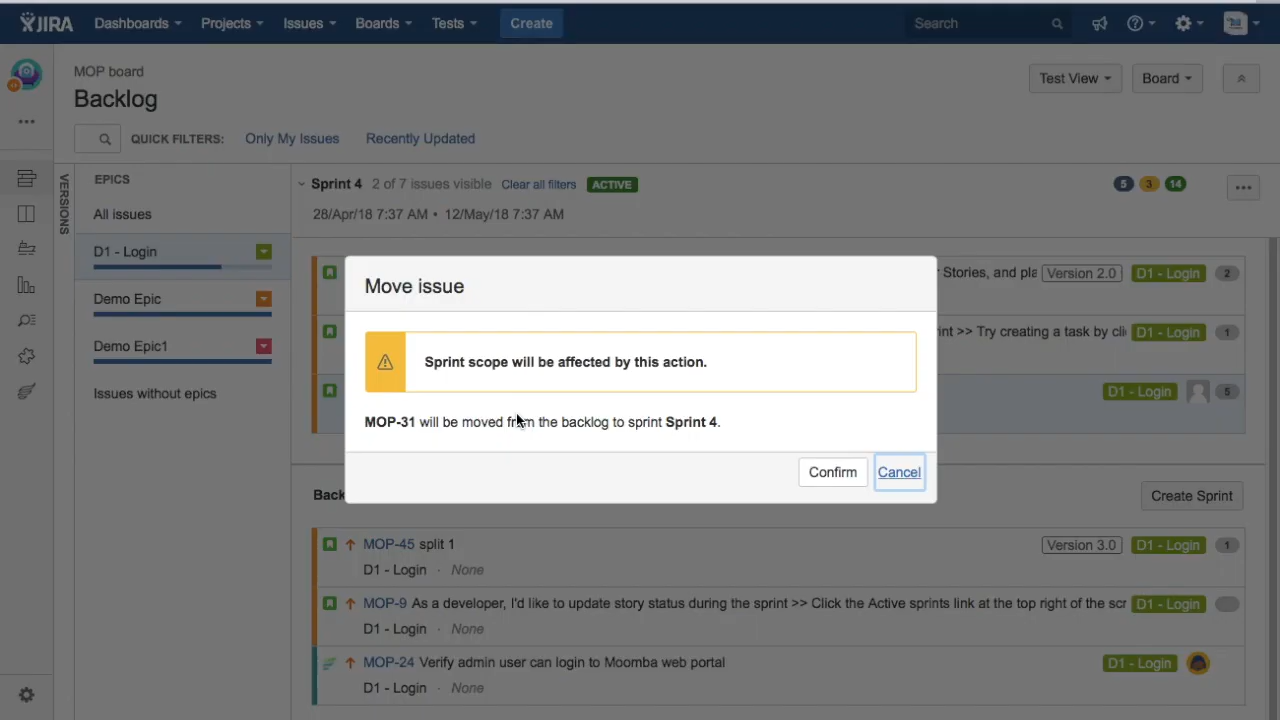 JIRA Dashboards Projects Issues Boards Tests Create Search
MOP board
Backlog
Test View Board
QUICK FILTERS: Only My Issues Recently Updated
VERSIONS
EPICS
All issues
D1 - Login
Demo Epic
Demo Epic1
Issues without epics
Sprint 4 2 of 7 issues visible Clear all filters ACTIVE 5 3 14
28/Apr/18 7:37 AM • 12/May/18 7:37 AM
Stories, and pla Version 2.0 D1 - Login 2
>> Try creating a task by cli D1 - Login 1
D1 - Login 5
Move issue
Sprint scope will be affected by this action.
MOP-31 will be moved from the backlog to sprint Sprint 4.
Confirm Cancel
Create Sprint
MOP-45 split 1 Version 3.0 D1 - Login 1
D1 - Login · None
MOP-9 As a developer, I'd like to update story status during the sprint >> Click the Active sprints link at the top right of the scr D1 - Login
D1 - Login · None
MOP-24 Verify admin user can login to Moomba web portal D1 - Login
D1 - Login · None